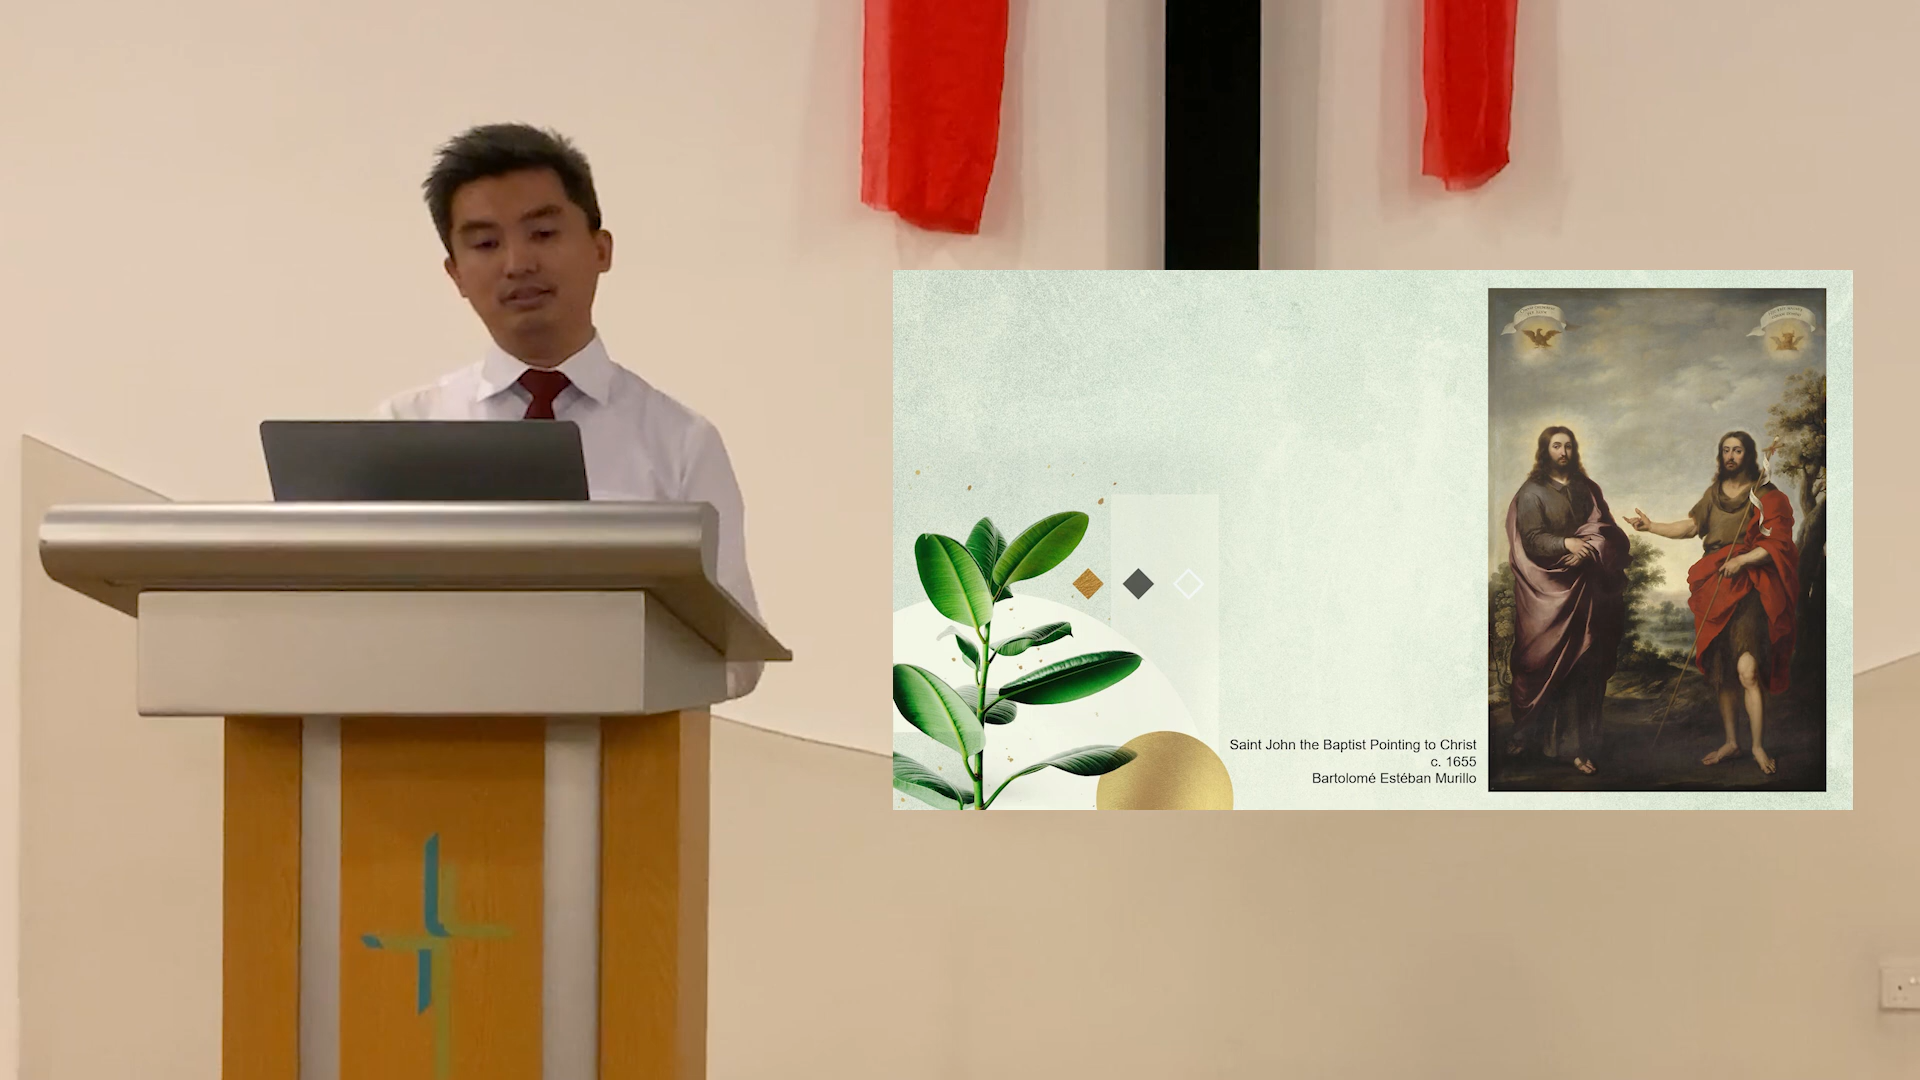 Saint John the Baptist Pointing to Christ
c. 1655
Bartolomé Estéban Murillo